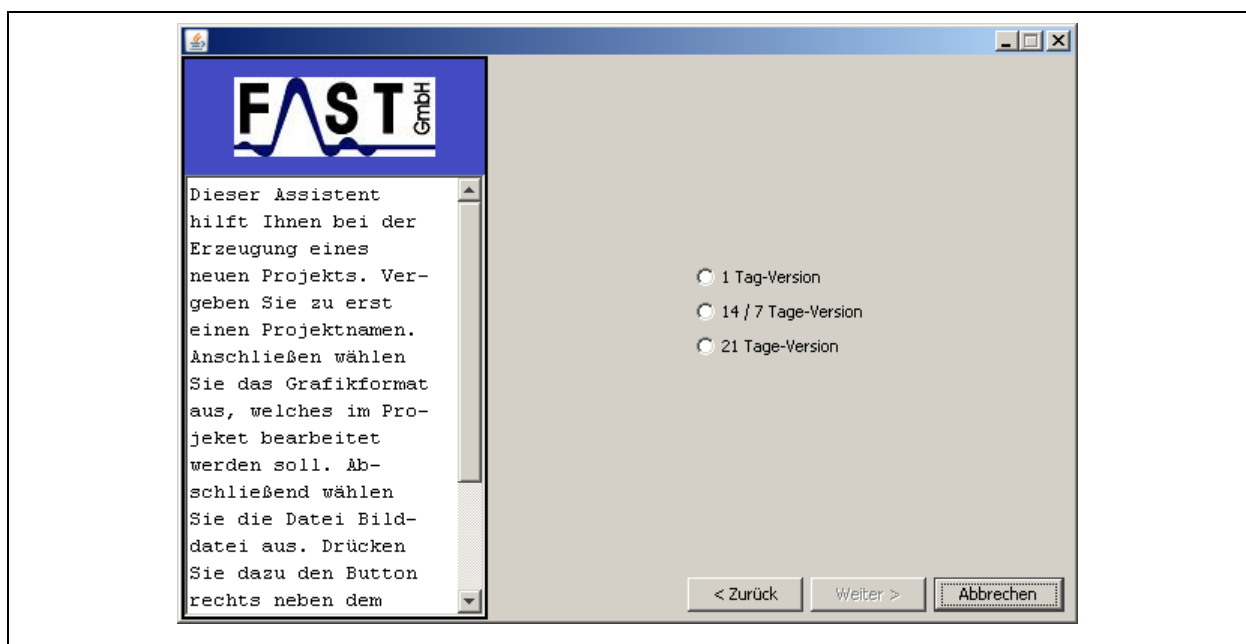 FAST GmbH
Dieser Assistent
hilft Ihnen bei der
Erzeugung eines
neuen Projekts. Ver-
geben Sie zu erst
einen Projektnamen.
Anschließen wählen
Sie das Grafikformat
aus, welches im Pro-
jeket bearbeitet
werden soll. Ab-
schließend wählen
Sie die Datei Bild-
datei aus. Drücken
Sie dazu den Button
rechts neben dem
1 Tag-Version
14 / 7 Tage-Version
21 Tage-Version
< Zurück Weiter > Abbrechen